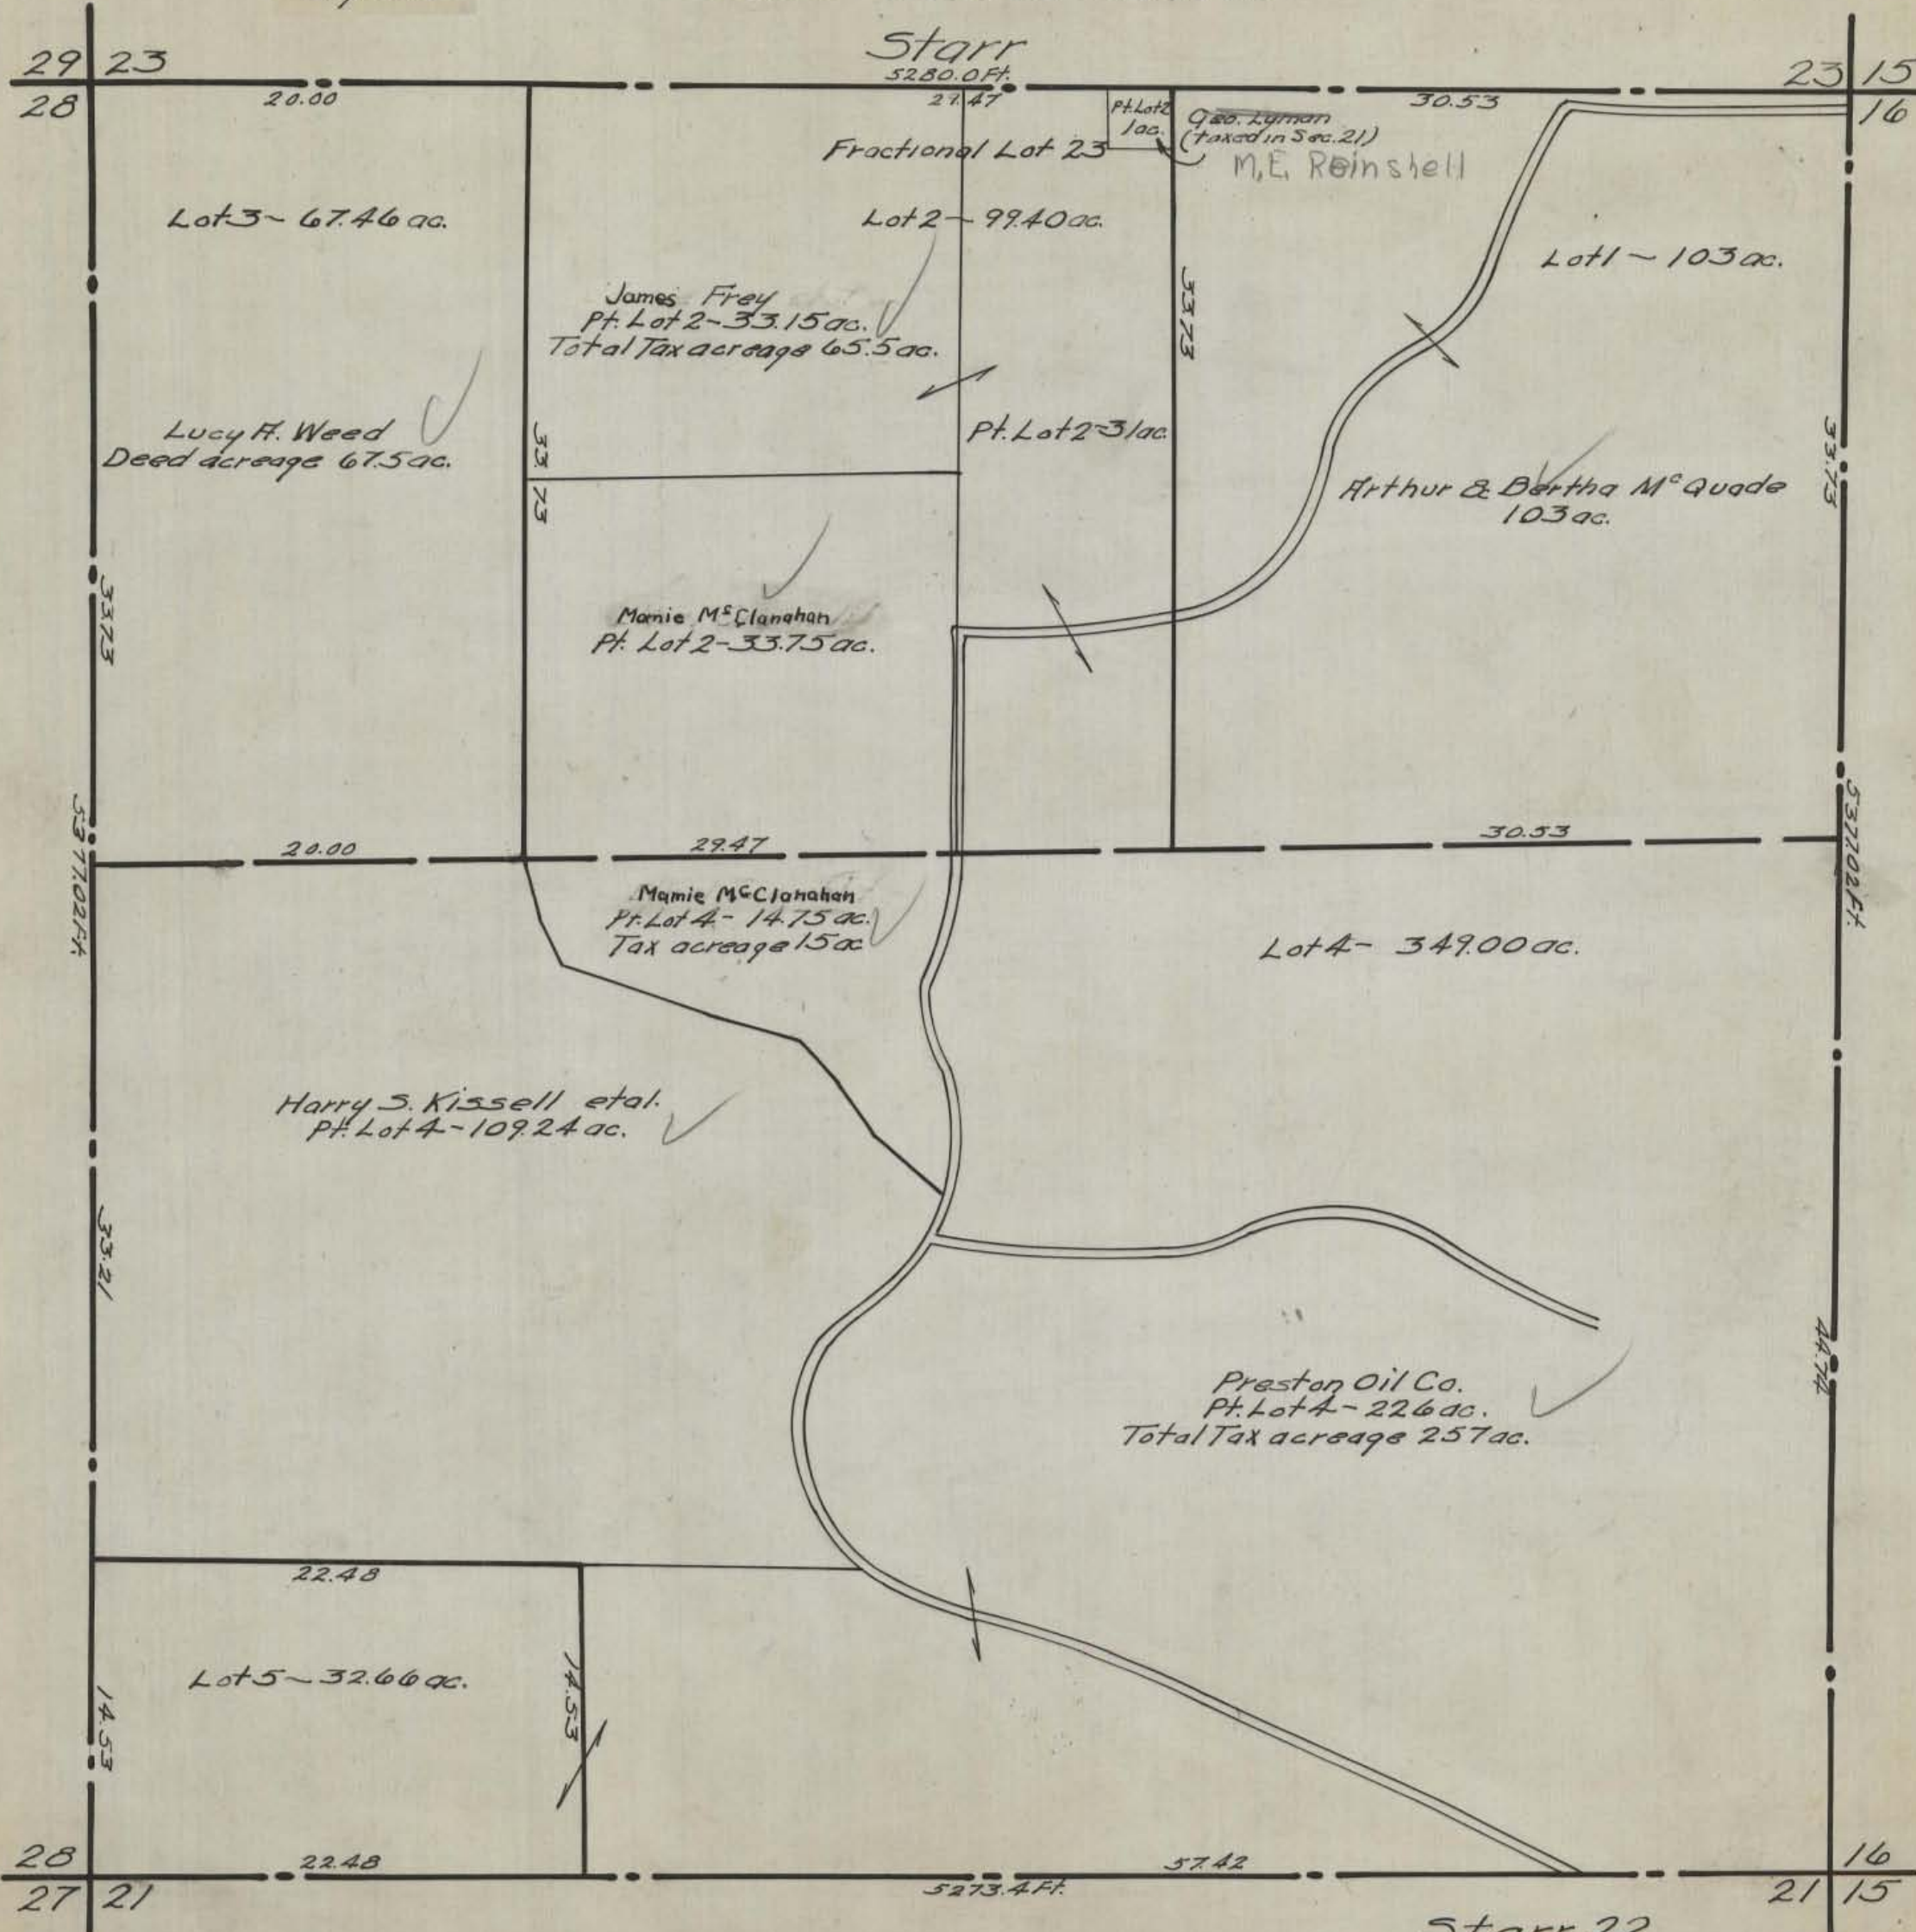 Starr
5280.0 Ft.
29 23
28
23 15
16
20.00
29.47
30.53
Pt. Lot 2
1 ac.
Geo. Lyman
(taxed in Sec. 21)
M.E. Reinshell
Fractional Lot 23
Lot 3 ~ 67.46 ac.
Lot 2 - 99.40 ac.
Lot 1 ~ 103 ac.
James Frey
Pt. Lot 2 - 33.15 ac.
Total Tax acreage 65.5 ac.
33.73
Lucy A. Weed
Deed acreage 67.5 ac.
33.73
Pt. Lot 2 - 31 ac.
33.73
Arthur & Bertha McQuade
103 ac.
33.73
Mamie McClanahan
Pt. Lot 2 - 33.75 ac.
5377.02 Ft.
5377.02 Ft.
20.00
29.47
30.53
Mamie McClanahan
Pt. Lot 4 - 14.75 ac.
Tax acreage 15 ac
Lot 4 - 349.00 ac.
Harry S. Kissell etal.
Pt. Lot 4 - 109.24 ac.
33.21
44.74
Preston Oil Co.
Pt. Lot 4 - 226 ac.
Total Tax acreage 257 ac.
22.48
Lot 5 ~ 32.66 ac.
14.53
14.53
28
27 21
22.48
5273.4 Ft.
57.42
16
21 15
Starr 22